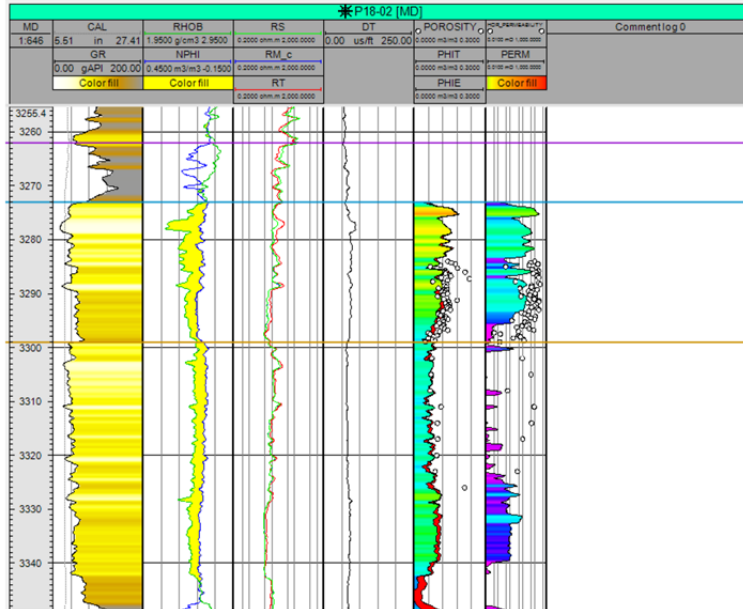 P18-02 [MD]
MD CAL RHOB RS DT POROSITY Comment log 0
1:646 5.51 in 27.41 1.9500 g/cm3 2.9500 0.2000 ohm.m 2,000.0000 0.00 us/ft 250.00 0.0000 m3/m3 0.3000
GR NPHI RM_c PHIT PERM
0.00 gAPI 200.00 0.4500 m3/m3 -0.1500 0.2000 ohm.m 2,000.0000 0.0000 m3/m3 0.3000
Color fill Color fill RT PHIE Color fill
0.2000 ohm.m 2,000.0000 0.0000 m3/m3 0.3000
3255.4
3260
3270
3280
3290
3300
3310
3320
3330
3340